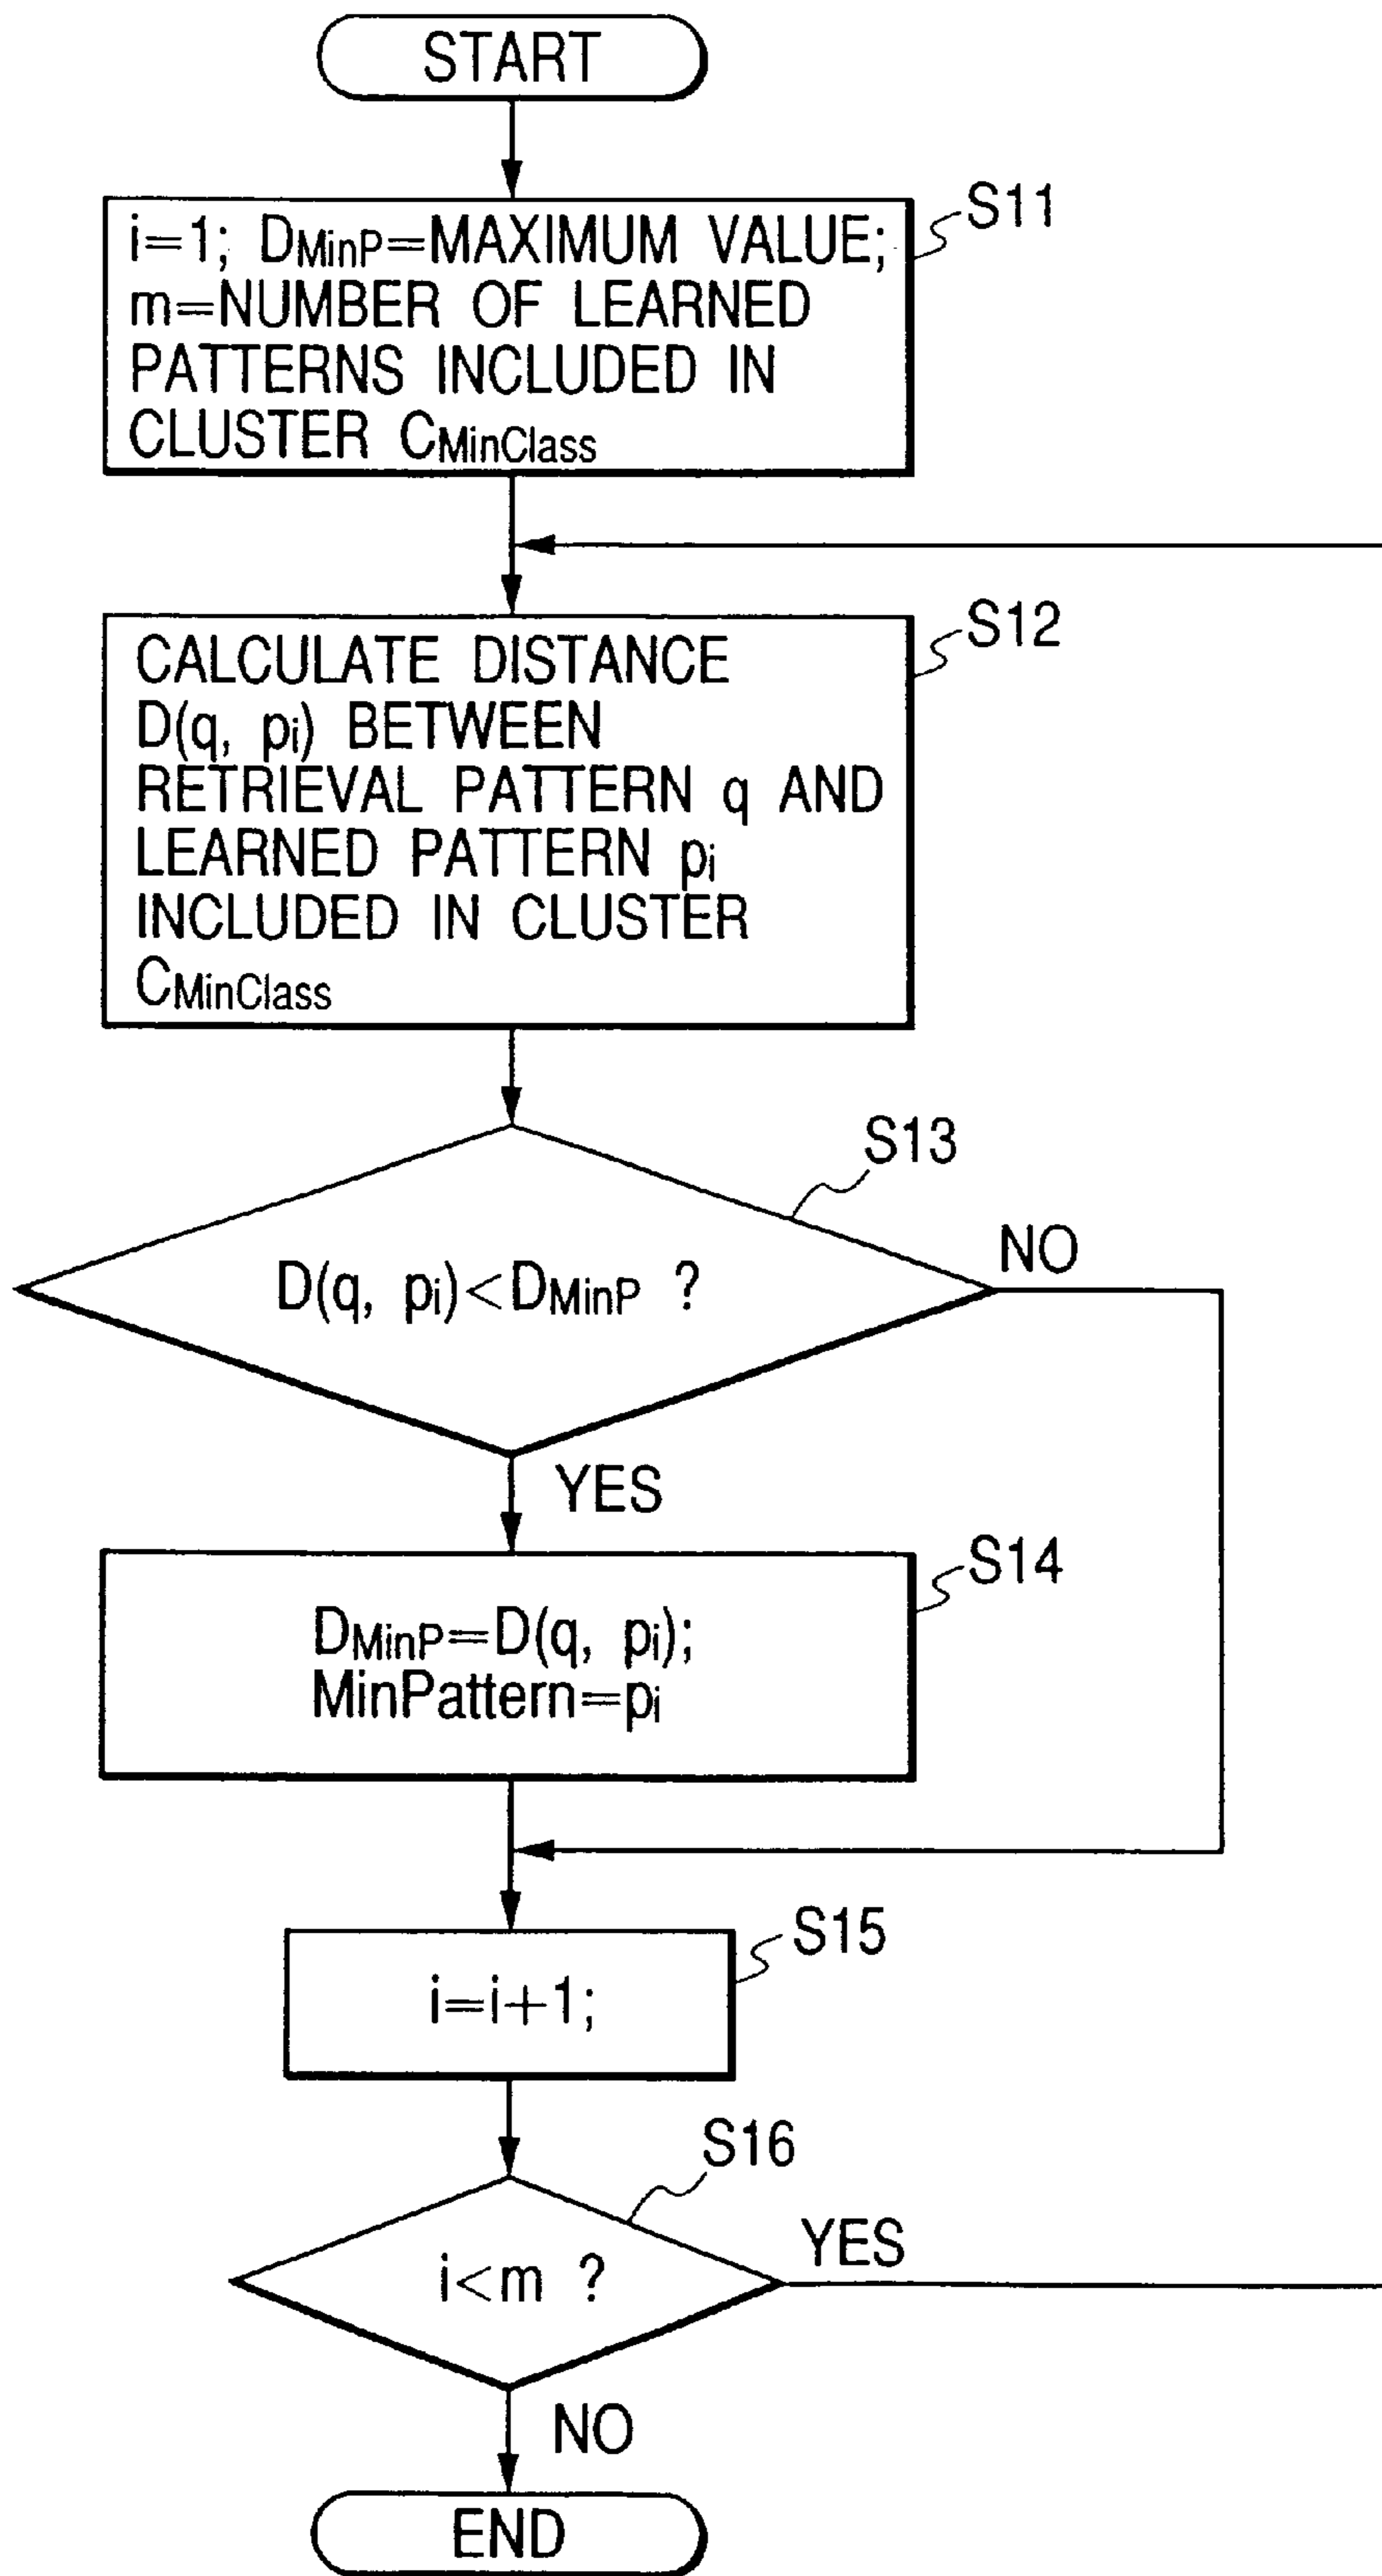 START
S11
i=1; DMinP=MAXIMUM VALUE;
m=NUMBER OF LEARNED
PATTERNS INCLUDED IN
CLUSTER CMinClass
S12
CALCULATE DISTANCE
D(q, pi) BETWEEN
RETRIEVAL PATTERN q AND
LEARNED PATTERN pi
INCLUDED IN CLUSTER
CMinClass
S13
D(q, pi)<DMinP ?
NO
YES
S14
DMinP=D(q, pi);
MinPattern=pi
S15
i=i+1;
S16
i<m ?
YES
NO
END